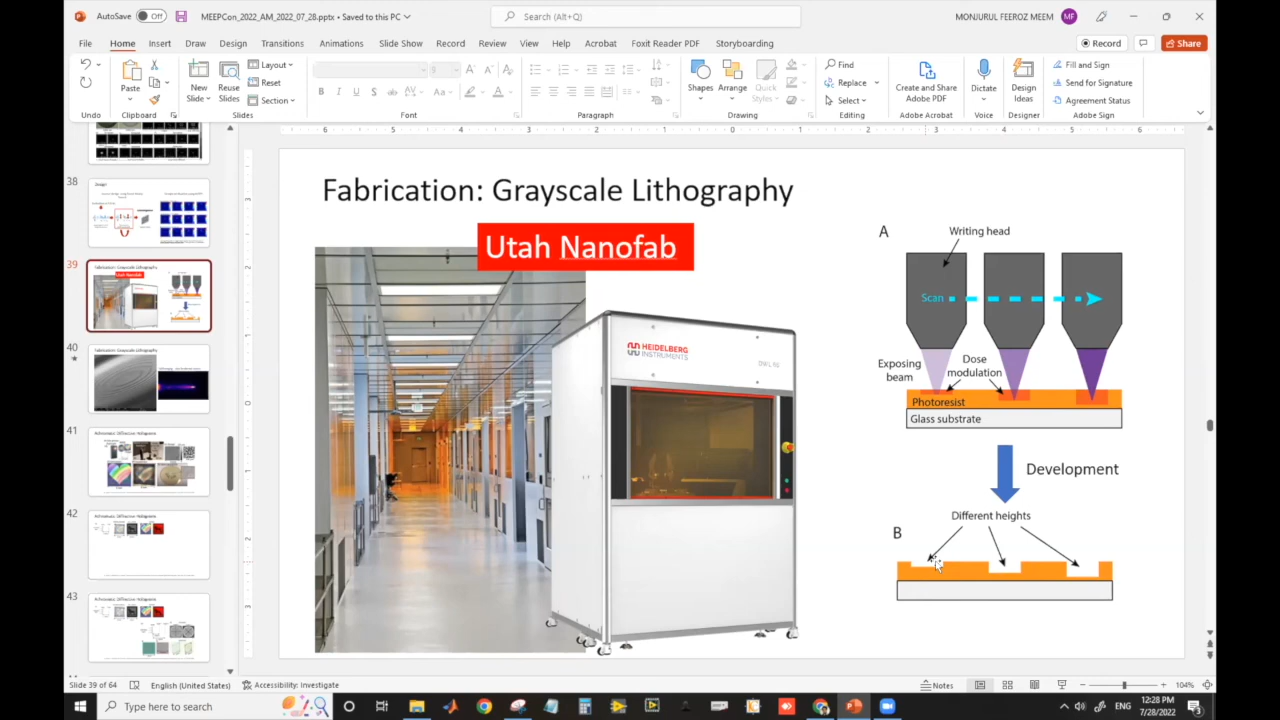 AutoSave Off MEEPCon_2022_AM_2022_07_28.pptx • Saved to this PC Search (Alt+Q) MONJURUL FEEROZ MEEM MF
File Home Insert Draw Design Transitions Animations Slide Show Record Review View Help Acrobat Foxit Reader PDF Storyboarding Record Share
Paste
New Slide
Reuse Slides
Layout
Reset
Section
Shapes
Arrange
Quick Styles
Find
Replace
Select
Create and Share Adobe PDF
Dictate
Design Ideas
Fill and Sign
Send for Signature
Agreement Status
Undo Clipboard Slides Font Paragraph Drawing Editing Adobe Acrobat Voice Designer Adobe Sign
38
39
40
41
42
43
Fabrication: Grayscale Lithography
Utah Nanofab
HEIDELBERG
INSTRUMENTS
A
Writing head
Scan
Exposing
beam
Dose
modulation
Photoresist
Glass substrate
Development
Different heights
B
Slide 39 of 64 English (United States) Accessibility: Investigate Notes 104%
Type here to search
ENG
12:28 PM
7/28/2022